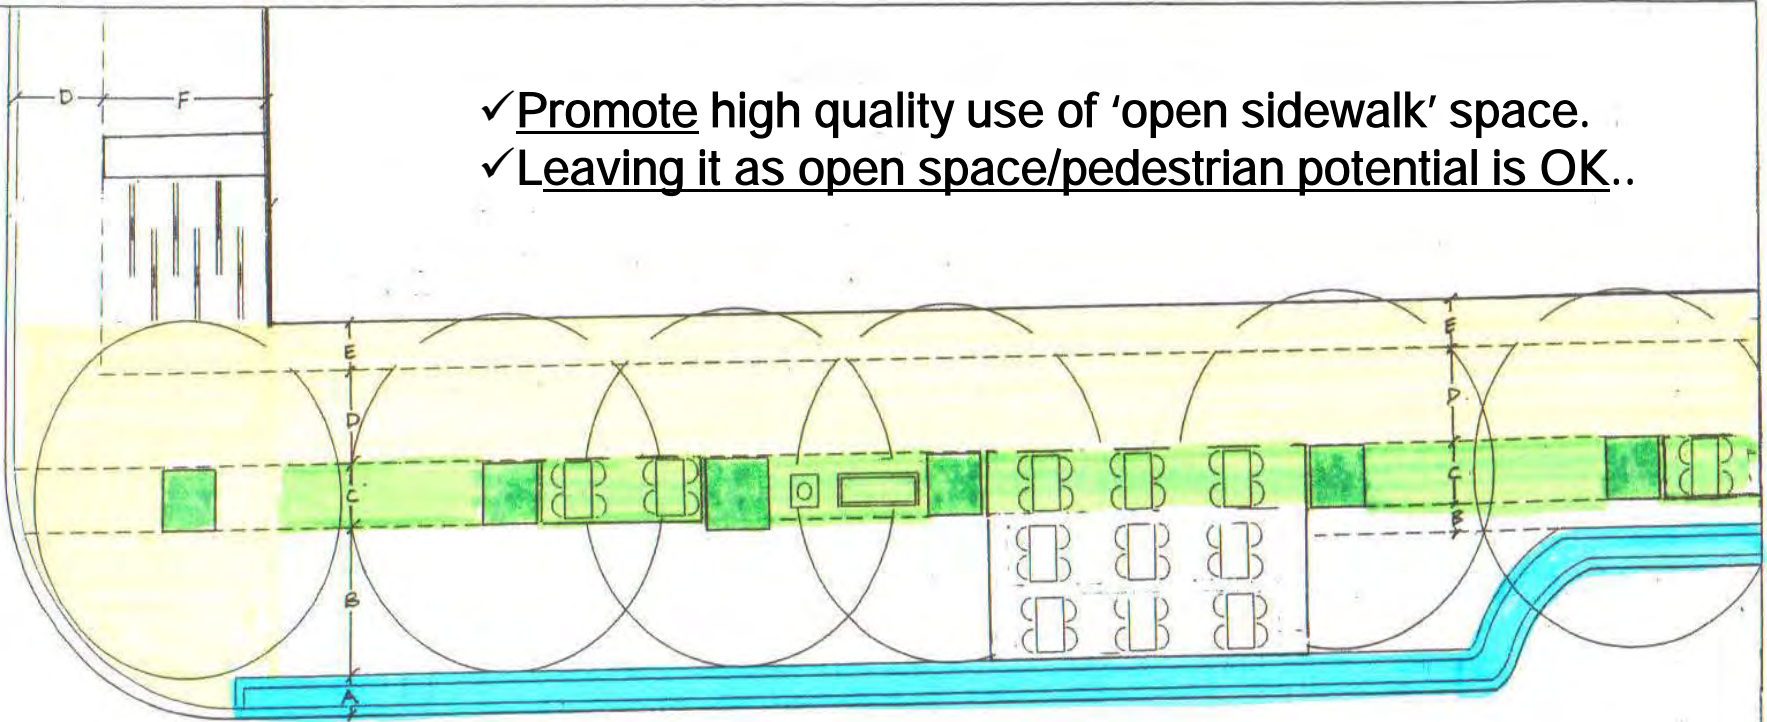 ✓Promote high quality use of ‘open sidewalk’ space.
✓Leaving it as open space/pedestrian potential is OK..
D F
E
E
D
D
C
C
B
B
A